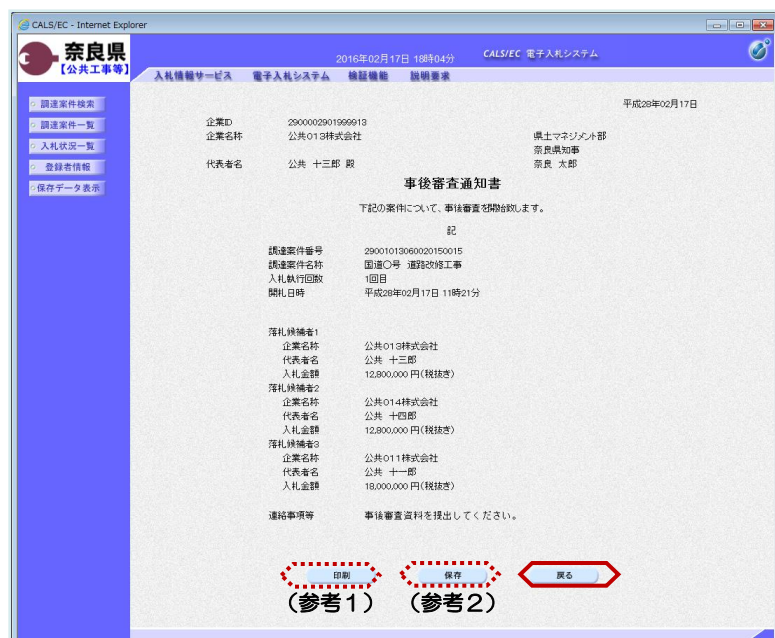 CALS/EC - Internet Explorer
奈良県
【公共工事等】
2016年02月17日 18時04分
CALS/EC 電子入札システム
入札情報サービス 電子入札システム 検証機能 説明要求
調達案件検索
調達案件一覧
入札状況一覧
登録者情報
保存データ表示
平成28年02月17日
企業ID 2900002901999913
企業名称 公共013株式会社
県土マネジメント部
奈良県知事
代表者名 公共 十三郎 殿
奈良 太郎
事後審査通知書
下記の案件について、事後審査を開始致します。
記
調達案件番号 29001013060020150015
調達案件名称 国道〇号 道路改修工事
入札執行回数 1回目
開札日時 平成28年02月17日 11時21分
落札候補者1
企業名称 公共013株式会社
代表者名 公共 十三郎
入札金額 12,800,000 円(税抜き)
落札候補者2
企業名称 公共014株式会社
代表者名 公共 十四郎
入札金額 12,800,000 円(税抜き)
落札候補者3
企業名称 公共011株式会社
代表者名 公共 十一郎
入札金額 18,000,000 円(税抜き)
連絡事項等 事後審査資料を提出してください。
印刷 保存 戻る
(参考1) (参考2)